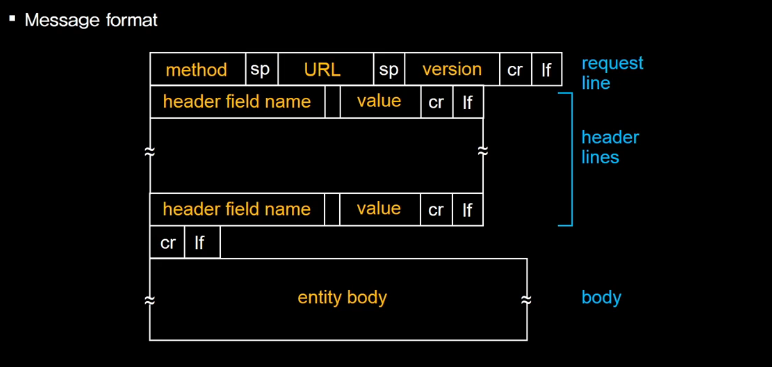 ▪ Message format
method sp URL sp version cr lf request line
header field name value cr lf
header lines
header field name value cr lf
cr lf
entity body body